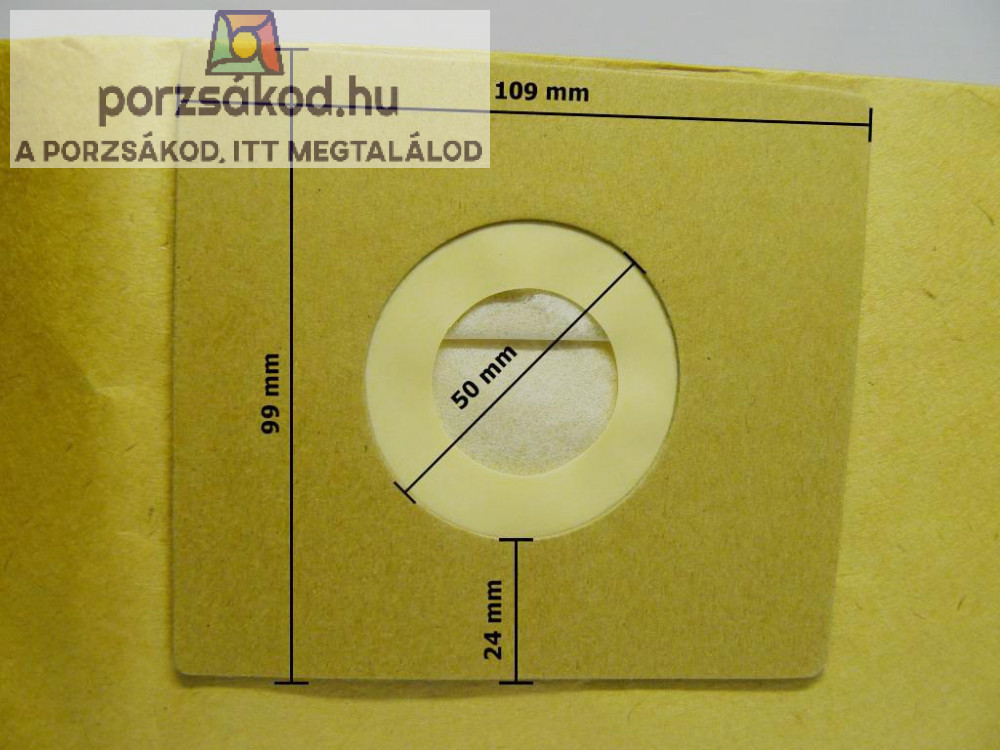 porzsákod.hu
A PORZSÁKOD, ITT MEGTALÁLOD
109 mm
99 mm
50 mm
24 mm